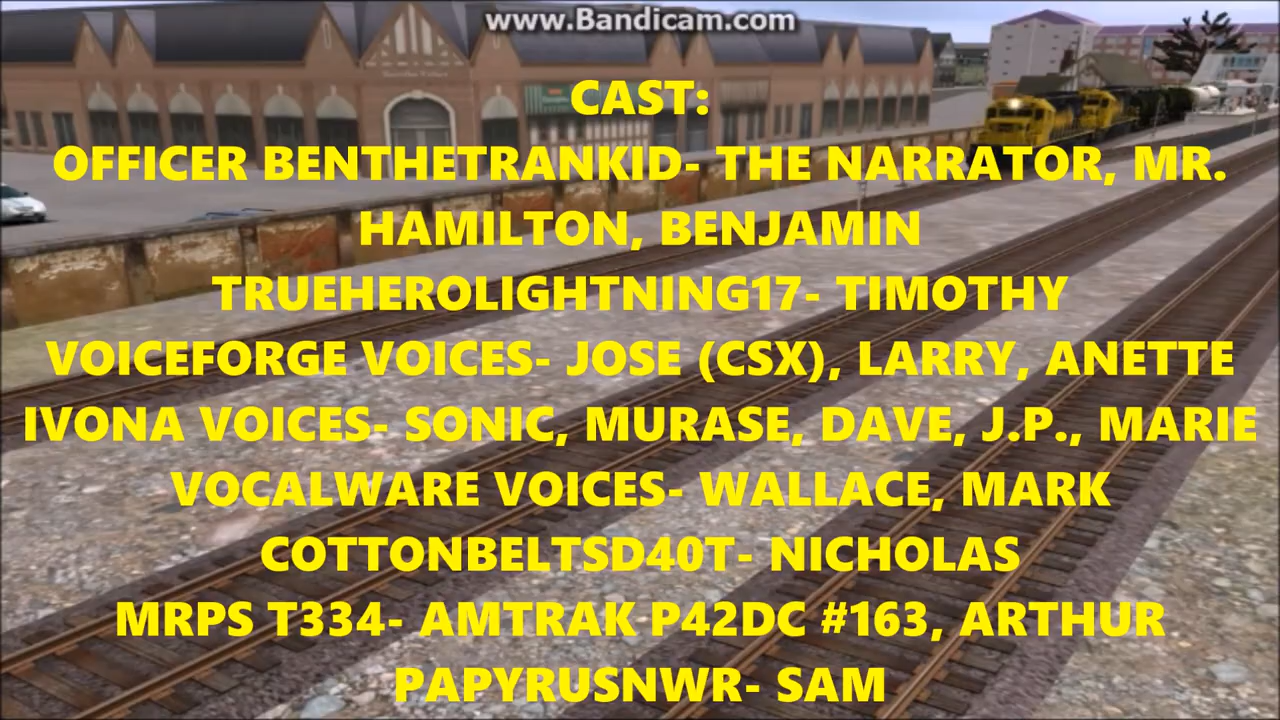 www.Bandicam.com
CAST:
OFFICER BENTHETRANKID- THE NARRATOR, MR.
HAMILTON, BENJAMIN
TRUEHEROLIGHTNING17- TIMOTHY
VOICEFORGE VOICES- JOSE (CSX), LARRY, ANETTE
IVONA VOICES- SONIC, MURASE, DAVE, J.P., MARIE
VOCALWARE VOICES- WALLACE, MARK
COTTONBELTSD40T- NICHOLAS
MRPS T334- AMTRAK P42DC #163, ARTHUR
PAPYRUSNWR- SAM